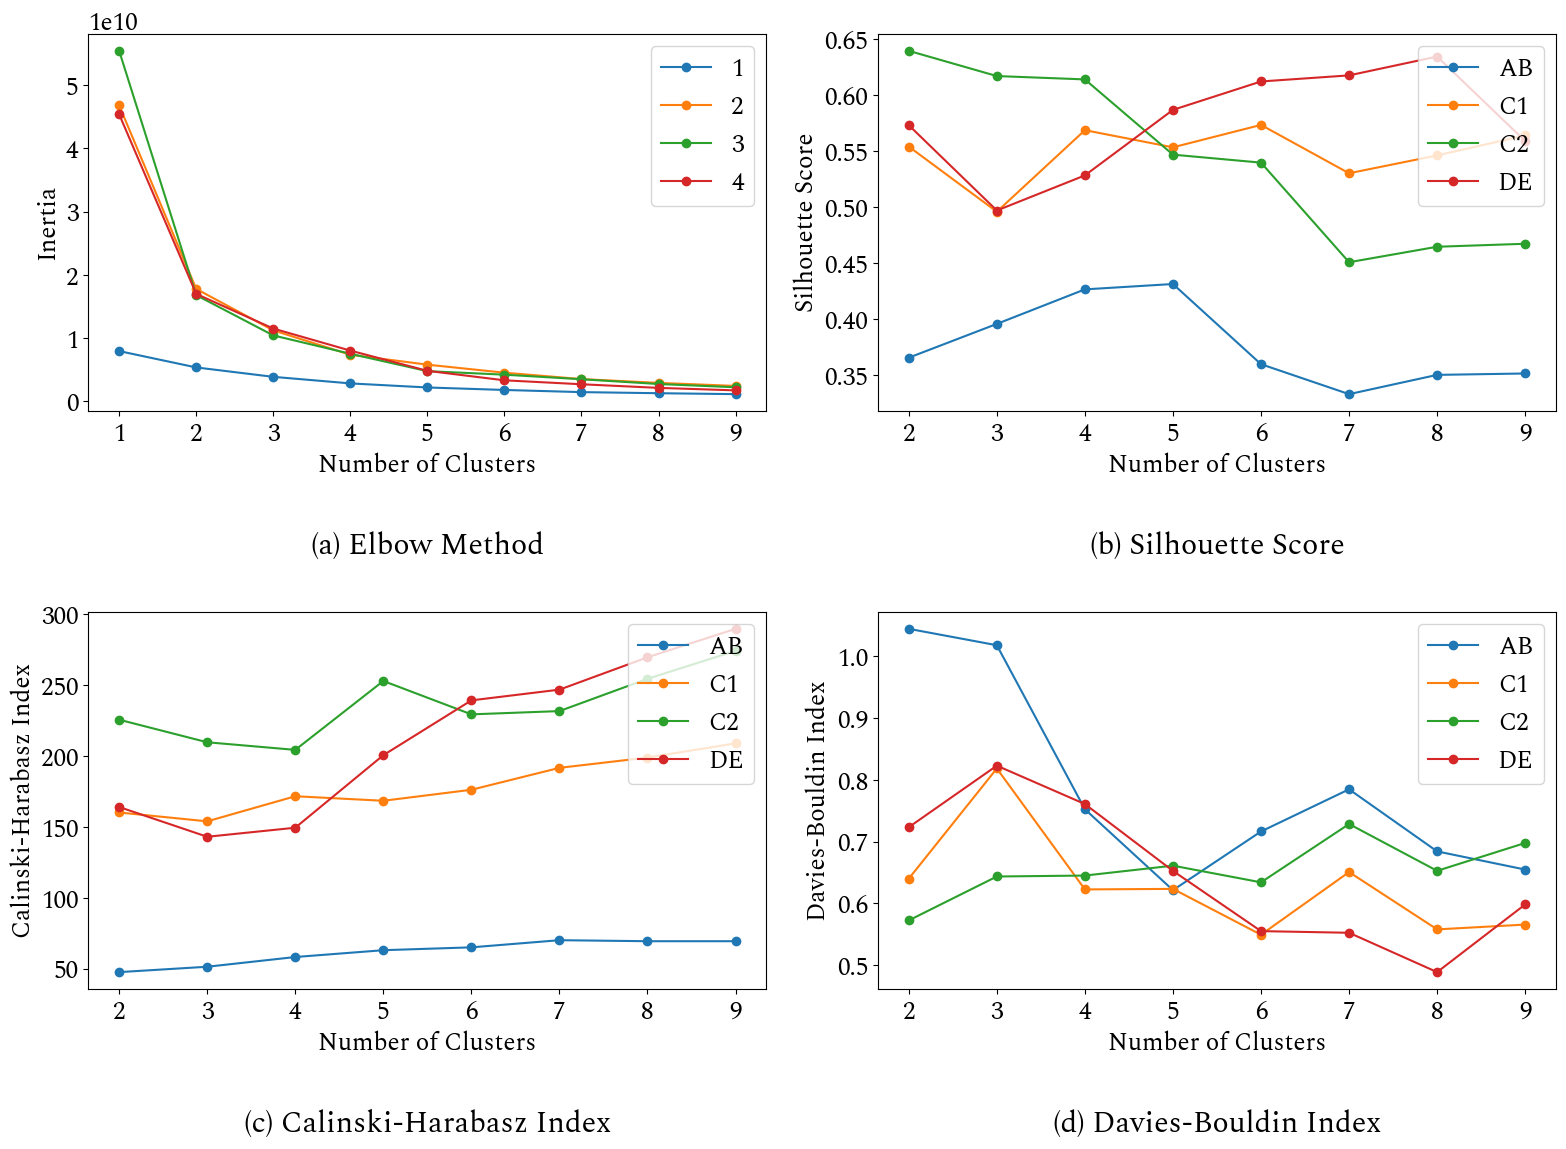 1e10
5
4
3
2
1
0
Inertia
1
2
3
4
1 2 3 4 5 6 7 8 9
Number of Clusters
(a) Elbow Method
0.65
0.60
0.55
0.50
0.45
0.40
0.35
Silhouette Score
AB
C1
C2
DE
2 3 4 5 6 7 8 9
Number of Clusters
(b) Silhouette Score
300
250
200
150
100
50
Calinski-Harabasz Index
AB
C1
C2
DE
2 3 4 5 6 7 8 9
Number of Clusters
(c) Calinski-Harabasz Index
1.0
0.9
0.8
0.7
0.6
0.5
Davies-Bouldin Index
AB
C1
C2
DE
2 3 4 5 6 7 8 9
Number of Clusters
(d) Davies-Bouldin Index